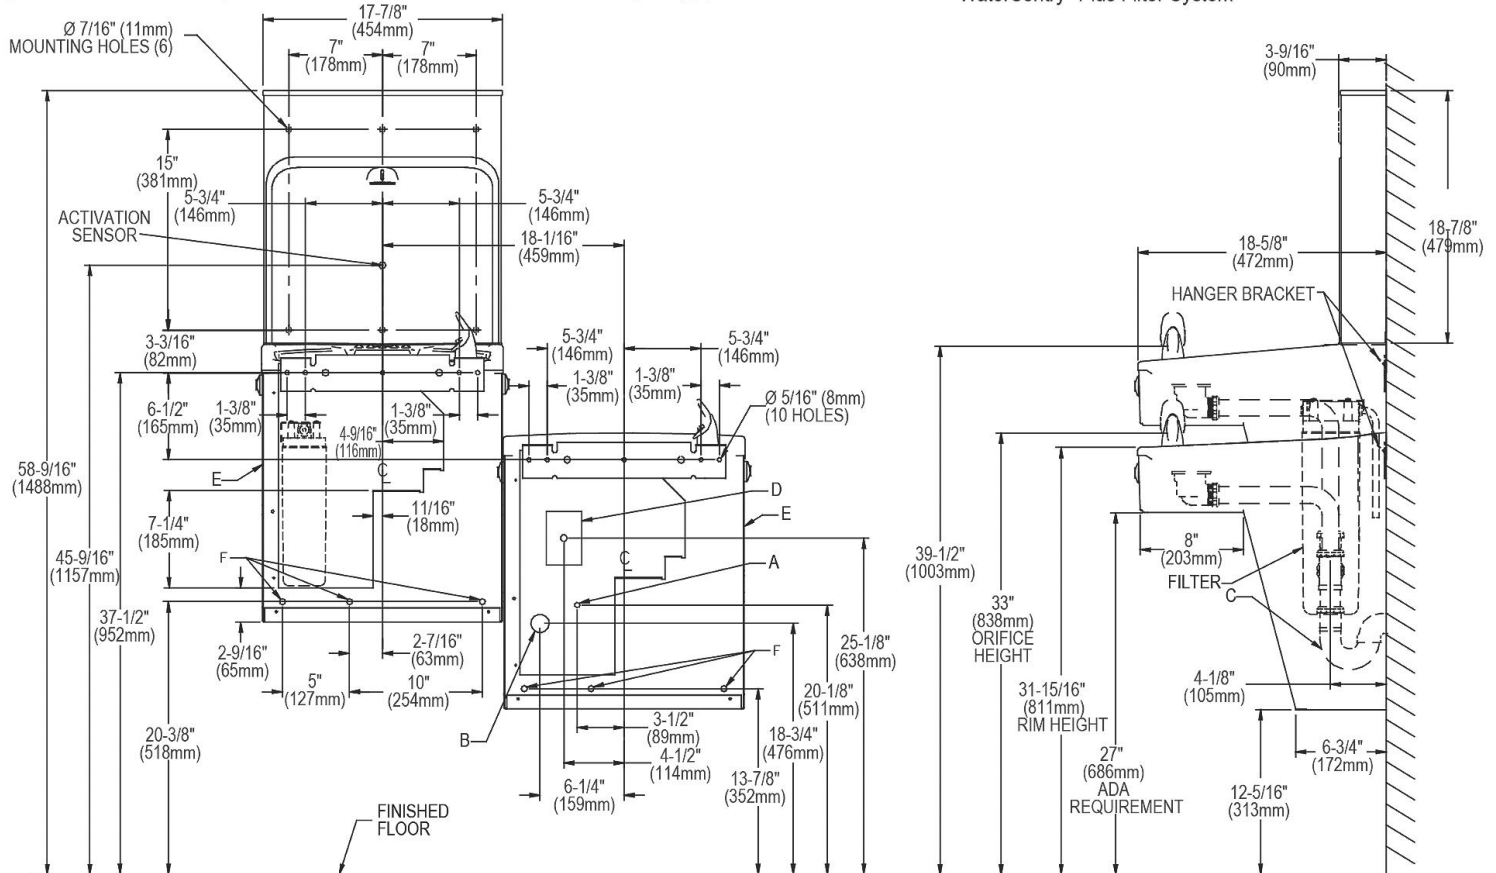 WaterSentry® Plus Filter System
17-7/8"
(454mm)
Ø 7/16" (11mm)
MOUNTING HOLES (6)
7"
(178mm)
7"
(178mm)
15"
(381mm)
5-3/4"
(146mm)
5-3/4"
(146mm)
ACTIVATION
SENSOR
18-1/16"
(459mm)
3-3/16"
(82mm)
5-3/4"
(146mm)
5-3/4"
(146mm)
6-1/2"
(165mm)
1-3/8"
(35mm)
1-3/8"
(35mm)
1-3/8"
(35mm)
1-3/8"
(35mm)
Ø 5/16" (8mm)
(10 HOLES)
4-9/16"
(116mm)
C
L
58-9/16"
(1488mm)
E
D
E
7-1/4"
(185mm)
11/16"
(18mm)
45-9/16"
(1157mm)
F
C
L
A
37-1/2"
(952mm)
2-9/16"
(65mm)
2-7/16"
(63mm)
25-1/8"
(638mm)
F
5"
(127mm)
10"
(254mm)
20-1/8"
(511mm)
20-3/8"
(518mm)
B
3-1/2"
(89mm)
18-3/4"
(476mm)
4-1/2"
(114mm)
6-1/4"
(159mm)
13-7/8"
(352mm)
FINISHED
FLOOR
3-9/16"
(90mm)
18-7/8"
(479mm)
18-5/8"
(472mm)
HANGER BRACKET
39-1/2"
(1003mm)
8"
(203mm)
FILTER
C
33"
(838mm)
ORIFICE
HEIGHT
4-1/8"
(105mm)
31-15/16"
(811mm)
RIM HEIGHT
27"
(686mm)
ADA
REQUIREMENT
6-3/4"
(172mm)
12-5/16"
(313mm)